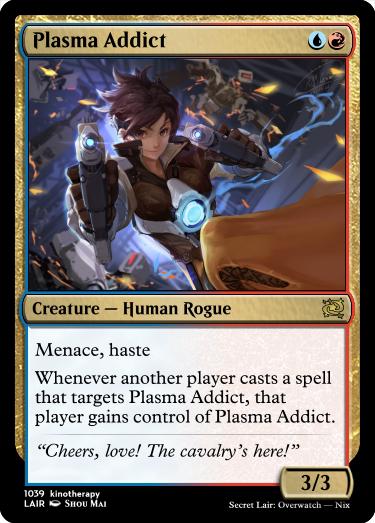 Plasma Addict
Creature — Human Rogue
Menace, haste
Whenever another player casts a spell
that targets Plasma Addict, that
player gains control of Plasma Addict.
“Cheers, love! The cavalry’s here!”
3/3
1039 kinotherapy
LAIR Shou Mai
Secret Lair: Overwatch — Nix